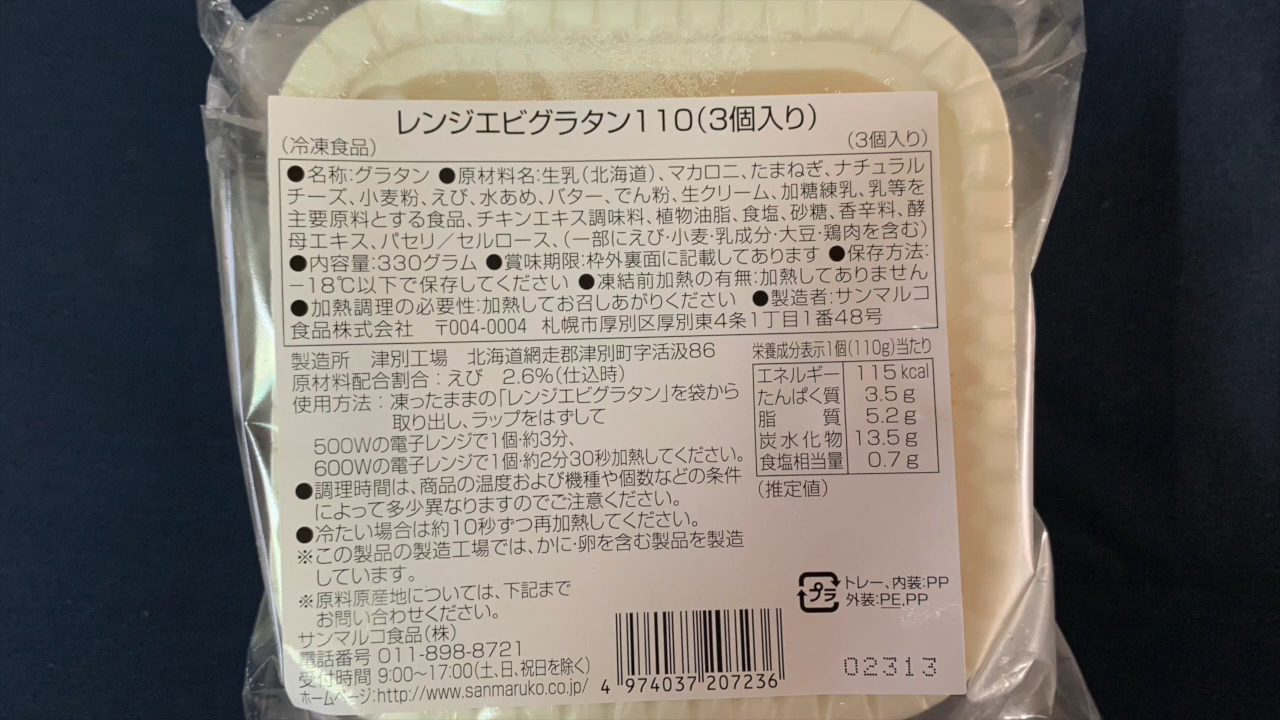 レンジエビグラタン110(3個入り)
(冷凍食品)
(3個入り)
●名称:グラタン ●原材料名:生乳(北海道)、マカロニ、たまねぎ、ナチュラル
チーズ、小麦粉、えび、水あめ、バター、でん粉、生クリーム、加糖練乳、乳等を
主要原料とする食品、チキンエキス調味料、植物油脂、食塩、砂糖、香辛料、酵
母エキス、パセリ／セルロース、(一部にえび・小麦・乳成分・大豆・鶏肉を含む)
●内容量:330グラム ●賞味期限:枠外裏面に記載してあります ●保存方法:
−18℃以下で保存してください ●凍結前加熱の有無:加熱してありません
●加熱調理の必要性:加熱してお召しあがりください ●製造者:サンマルコ
食品株式会社 〒004-0004 札幌市厚別区厚別東4条1丁目1番48号
製造所 津別工場 北海道網走郡津別町字活汲86
原材料配合割合：えび 2.6%(仕込時)
使用方法：凍ったままの「レンジエビグラタン」を袋から
取り出し、ラップをはずして
500Wの電子レンジで1個・約3分、
600Wの電子レンジで1個・約2分30秒加熱してください。
●調理時間は、商品の温度および機種や個数などの条件
によって多少異なりますのでご注意ください。
●冷たい場合は約10秒ずつ再加熱してください。
※この製品の製造工場では、かに・卵を含む製品を製造
しています。
※原料原産地については、下記まで
お問い合わせください。
サンマルコ食品(株)
電話番号 011-898-8721
受付時間 9:00〜17:00(土、日、祝日を除く)
ホームページ:http://www.sanmaruko.co.jp/
栄養成分表示1個(110g)当たり
エネルギー 115 kcal
たんぱく質 3.5 g
脂質 5.2 g
炭水化物 13.5 g
食塩相当量 0.7 g
(推定値)
プラ
トレー、内装:PP
外装:PE,PP
4 974037 207236
02313